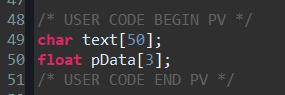 48 /* USER CODE BEGIN PV */
49 char text[50];
50 float pData[3];
51 /* USER CODE END PV */